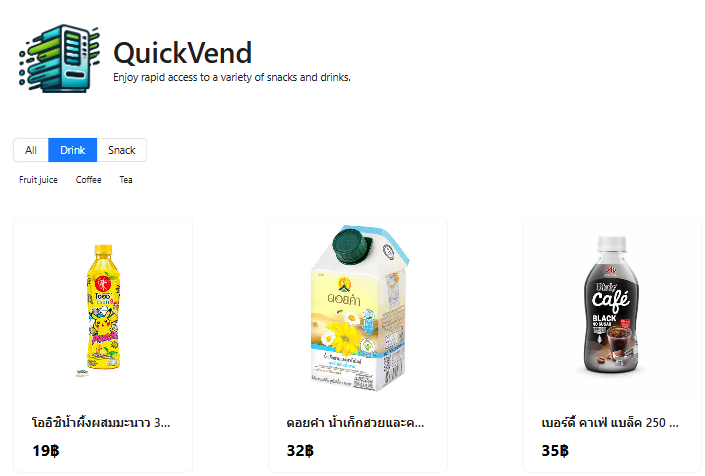 QuickVend
Enjoy rapid access to a variety of snacks and drinks.
All Drink Snack
Fruit juice Coffee Tea
ดอยคำ
café
BLACK
NO SUGAR
โออิชิน้ำผึ้งผสมมะนาว 3... ดอยคำ น้ำเก็กฮวยและค... เบอร์ดี้ คาเฟ่ แบล็ค 250 ...
19฿ 32฿ 35฿